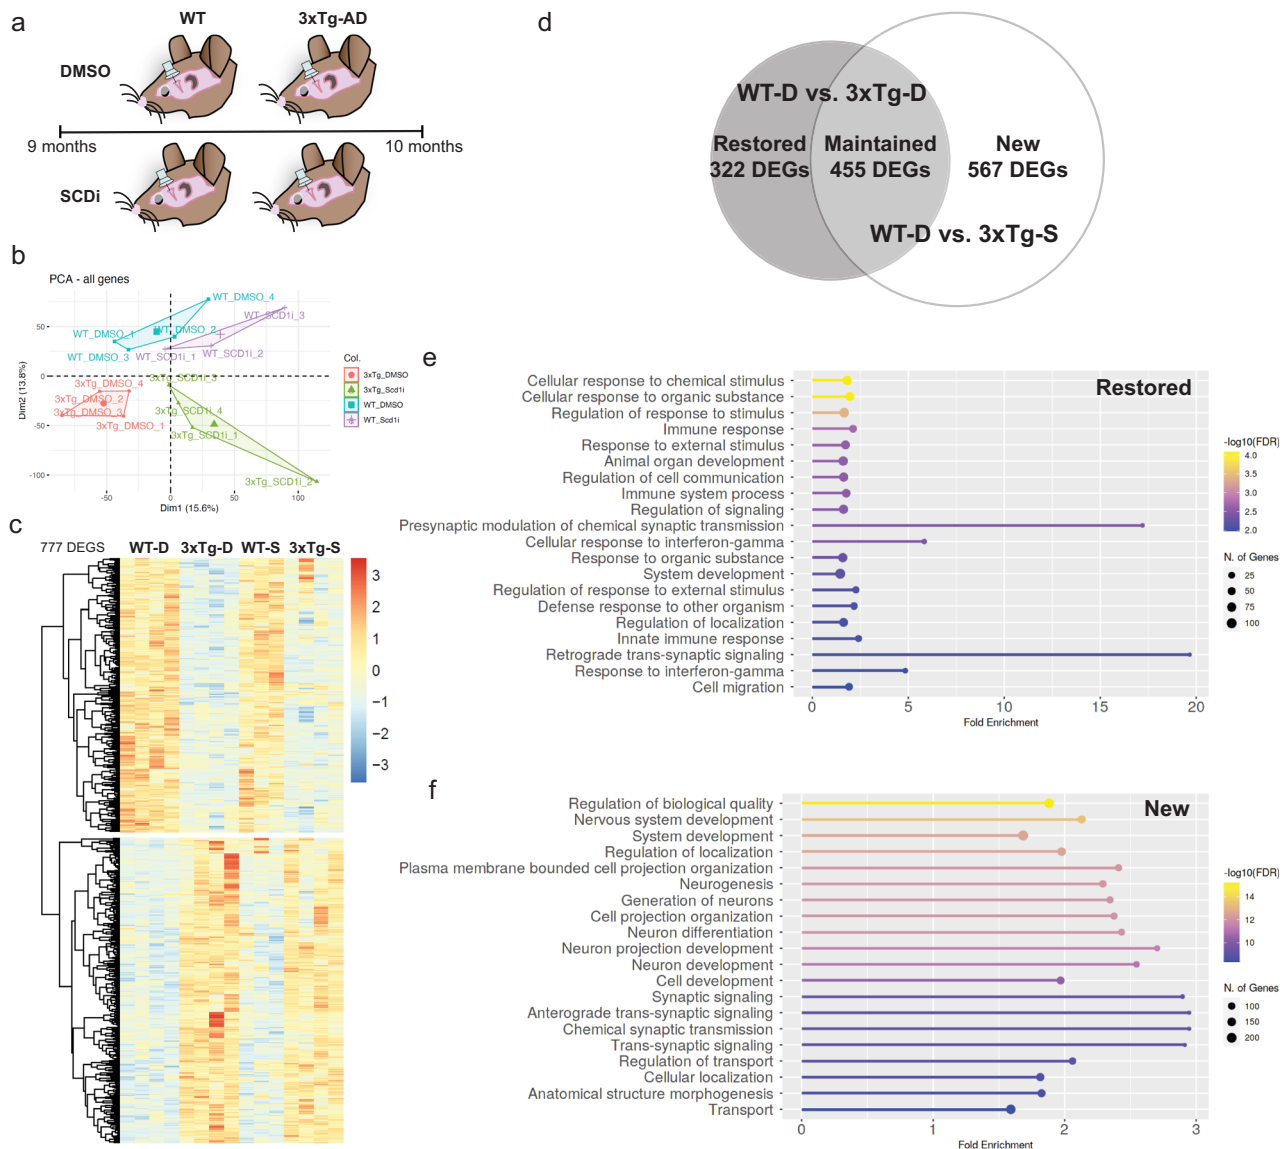 a
WT
3xTg-AD
DMSO
9 months
10 months
SCDi
b
PCA - all genes
WT_DMSO_4
WT_SCD1i_3
WT_DMSO_1
WT_DMSO_2
WT_DMSO_3
WT_SCD1i_1
WT_SCD1i_2
3xTg_SCD1i_3
3xTg_DMSO_4
3xTg_DMSO_2
3xTg_DMSO_3
3xTg_DMSO_1
3xTg_SCD1i_4
3xTg_SCD1i_1
3xTg_SCD1i_2
Dim2 (13.8%)
50
0
-50
-100
-50
0
50
100
Dim1 (15.6%)
Col.
3xTg_DMSO
3xTg_Scd1i
WT_DMSO
WT_Scd1i
c
777 DEGS
WT-D
3xTg-D
WT-S
3xTg-S
3
2
1
0
−1
−2
−3
d
WT-D vs. 3xTg-D
Restored
322 DEGs
Maintained
455 DEGs
New
567 DEGs
WT-D vs. 3xTg-S
e
Restored
Cellular response to chemical stimulus
Cellular response to organic substance
Regulation of response to stimulus
Immune response
Response to external stimulus
Animal organ development
Regulation of cell communication
Immune system process
Regulation of signaling
Presynaptic modulation of chemical synaptic transmission
Cellular response to interferon-gamma
Response to organic substance
System development
Regulation of response to external stimulus
Defense response to other organism
Regulation of localization
Innate immune response
Retrograde trans-synaptic signaling
Response to interferon-gamma
Cell migration
0
5
10
15
20
Fold Enrichment
-log10(FDR)
4.0
3.5
3.0
2.5
2.0
N. of Genes
25
50
75
100
f
New
Regulation of biological quality
Nervous system development
System development
Regulation of localization
Plasma membrane bounded cell projection organization
Neurogenesis
Generation of neurons
Cell projection organization
Neuron differentiation
Neuron projection development
Neuron development
Cell development
Synaptic signaling
Anterograde trans-synaptic signaling
Chemical synaptic transmission
Trans-synaptic signaling
Regulation of transport
Cellular localization
Anatomical structure morphogenesis
Transport
0
1
2
3
Fold Enrichment
-log10(FDR)
14
12
10
N. of Genes
100
150
200